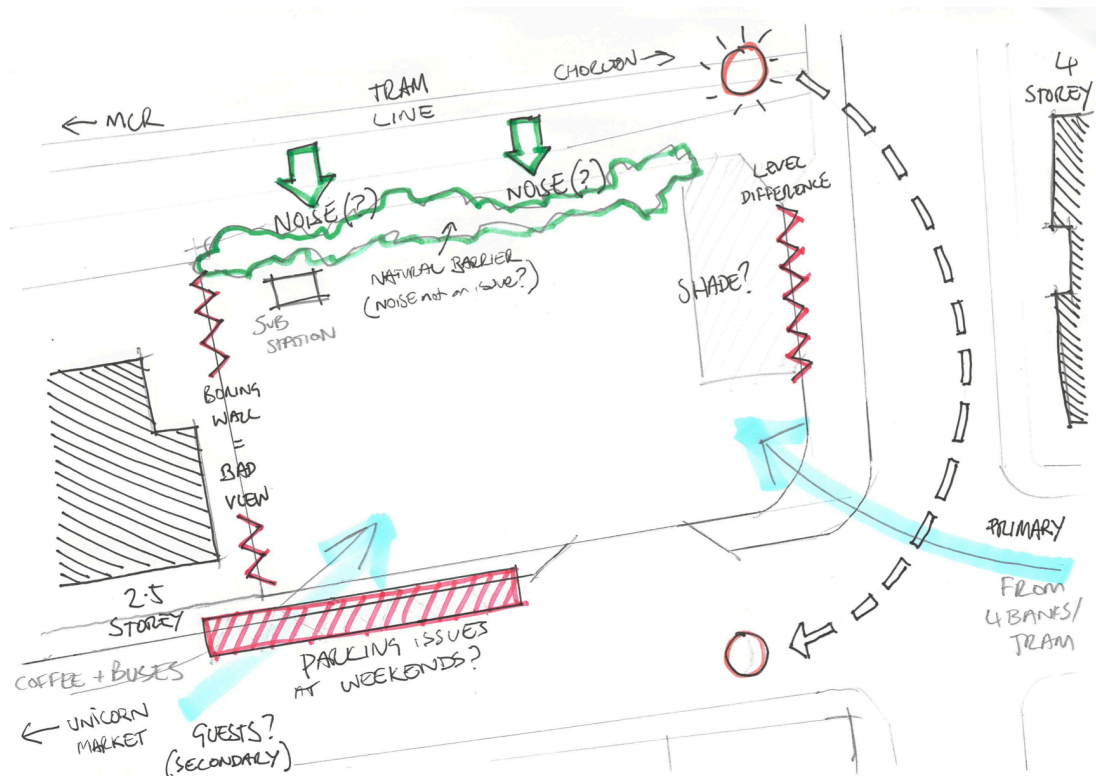 CHORLTON →
4
STOREY
TRAM
LINE
← MCR
LEVEL
DIFFERENCE
NOISE(?)
NOISE(?)
NATURAL BARRIER
(NOISE not an issue?)
SHADE?
SUB
STATION
BORING
WALL
=
BAD
VIEW
PRIMARY
FROM
4 BANKS/
TRAM
2.5
STOREY
PARKING ISSUES
AT WEEKENDS?
COFFEE + BUSES
← UNICORN
MARKET
GUESTS?
(SECONDARY)